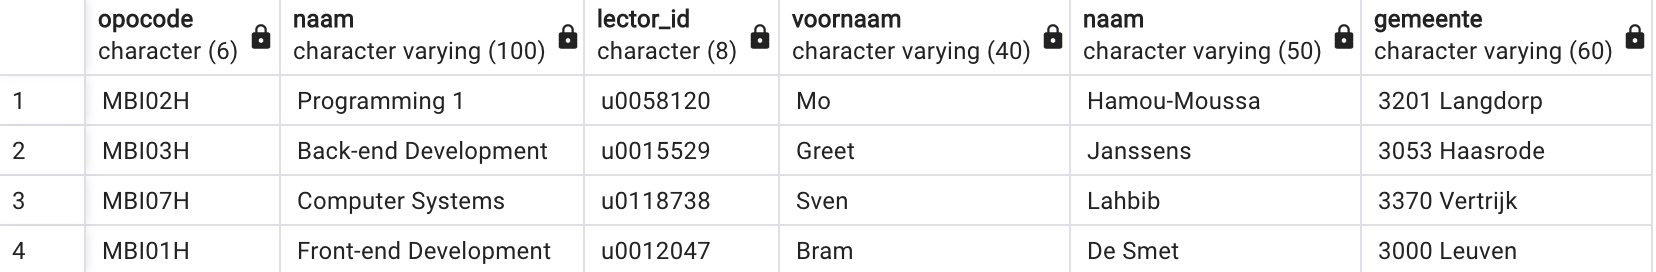 opocode naam lector_id voornaam naam gemeente
character (6) character varying (100) character (8) character varying (40) character varying (50) character varying (60)
1 MBI02H Programming 1 u0058120 Mo Hamou-Moussa 3201 Langdorp
2 MBI03H Back-end Development u0015529 Greet Janssens 3053 Haasrode
3 MBI07H Computer Systems u0118738 Sven Lahbib 3370 Vertrijk
4 MBI01H Front-end Development u0012047 Bram De Smet 3000 Leuven